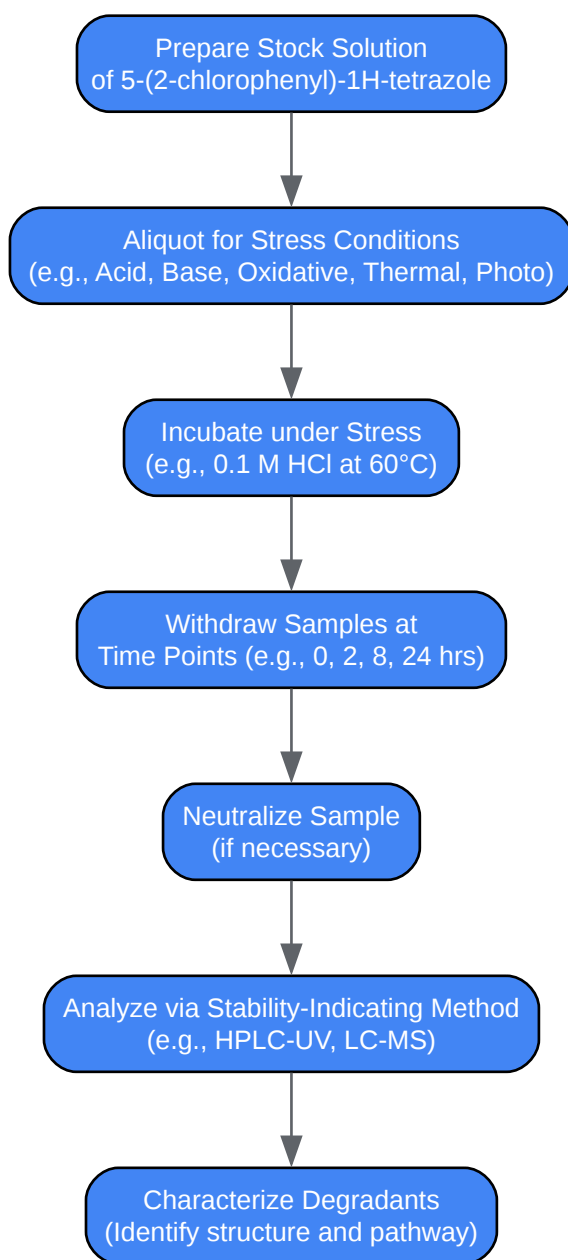 Prepare Stock Solution
of 5-(2-chlorophenyl)-1H-tetrazole
Aliquot for Stress Conditions
(e.g., Acid, Base, Oxidative, Thermal, Photo)
Incubate under Stress
(e.g., 0.1 M HCl at 60°C)
Withdraw Samples at
Time Points (e.g., 0, 2, 8, 24 hrs)
Neutralize Sample
(if necessary)
Analyze via Stability-Indicating Method
(e.g., HPLC-UV, LC-MS)
Characterize Degradants
(Identify structure and pathway)